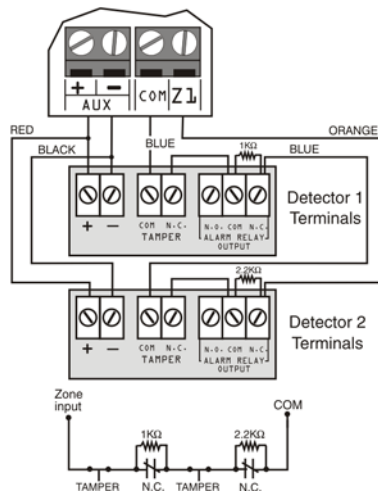 + -
AUX
COM Z1
RED
ORANGE
BLACK
BLUE
1KΩ
BLUE
Detector 1
Terminals
+ -
COM N.C.
TAMPER
N.O. COM N.C.
ALARM RELAY
OUTPUT
2.2KΩ
Detector 2
Terminals
+ -
COM N.C.
TAMPER
N.O. COM N.C.
ALARM RELAY
OUTPUT
Zone
input
COM
1KΩ
2.2KΩ
TAMPER
N.C.
TAMPER
N.C.